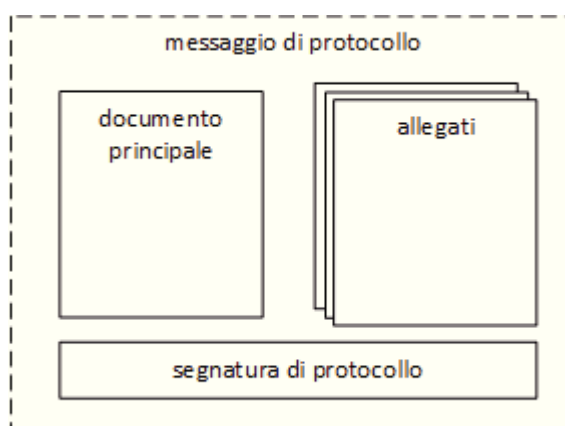 messaggio di protocollo
documento
principale
allegati
segnatura di protocollo